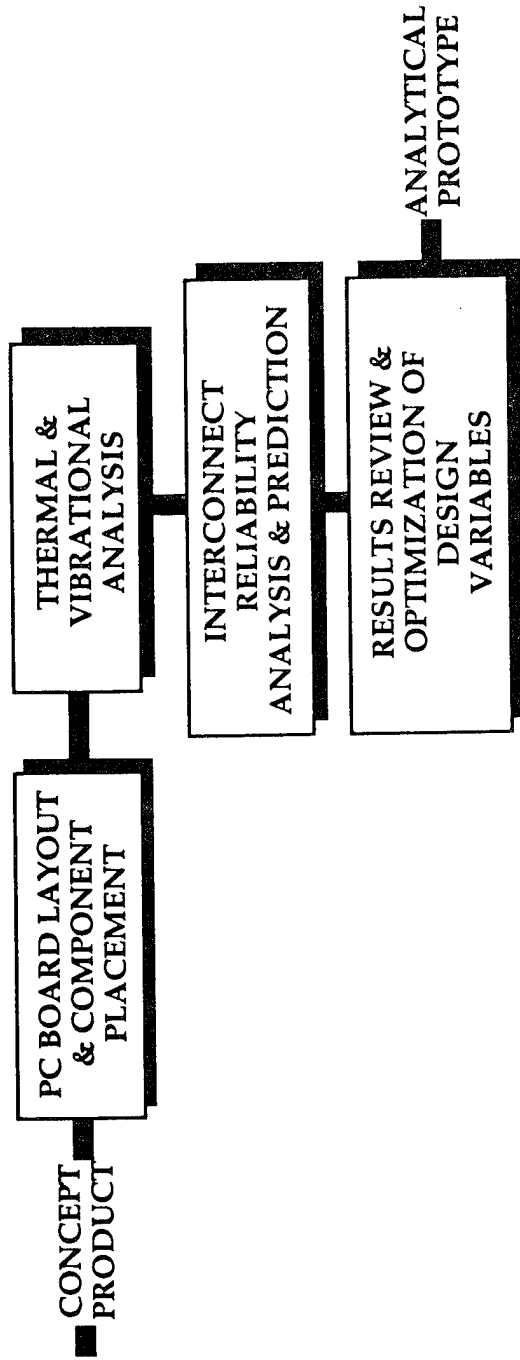 CONCEPT
PRODUCT
PC BOARD LAYOUT
& COMPONENT
PLACEMENT
THERMAL &
VIBRATIONAL
ANALYSIS
INTERCONNECT
RELIABILITY
ANALYSIS & PREDICTION
RESULTS REVIEW &
OPTIMIZATION OF
DESIGN
VARIABLES
ANALYTICAL
PROTOTYPE